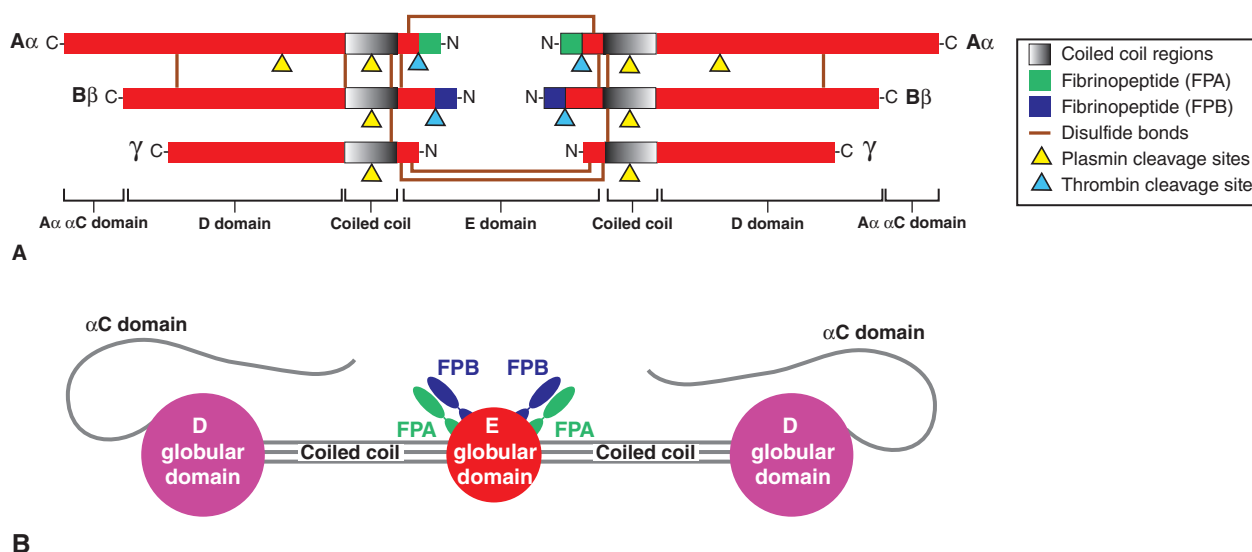 Aα C- -N N- -C Aα
Bβ C- -N N- -C Bβ
γ C- -N N- -C γ
Coiled coil regions
Fibrinopeptide (FPA)
Fibrinopeptide (FPB)
Disulfide bonds
Plasmin cleavage sites
Thrombin cleavage site
Aα αC domain D domain Coiled coil E domain Coiled coil D domain Aα αC domain
A
αC domain αC domain
FPB FPB
FPA FPA
D globular domain
Coiled coil
E globular domain
Coiled coil
D globular domain
B